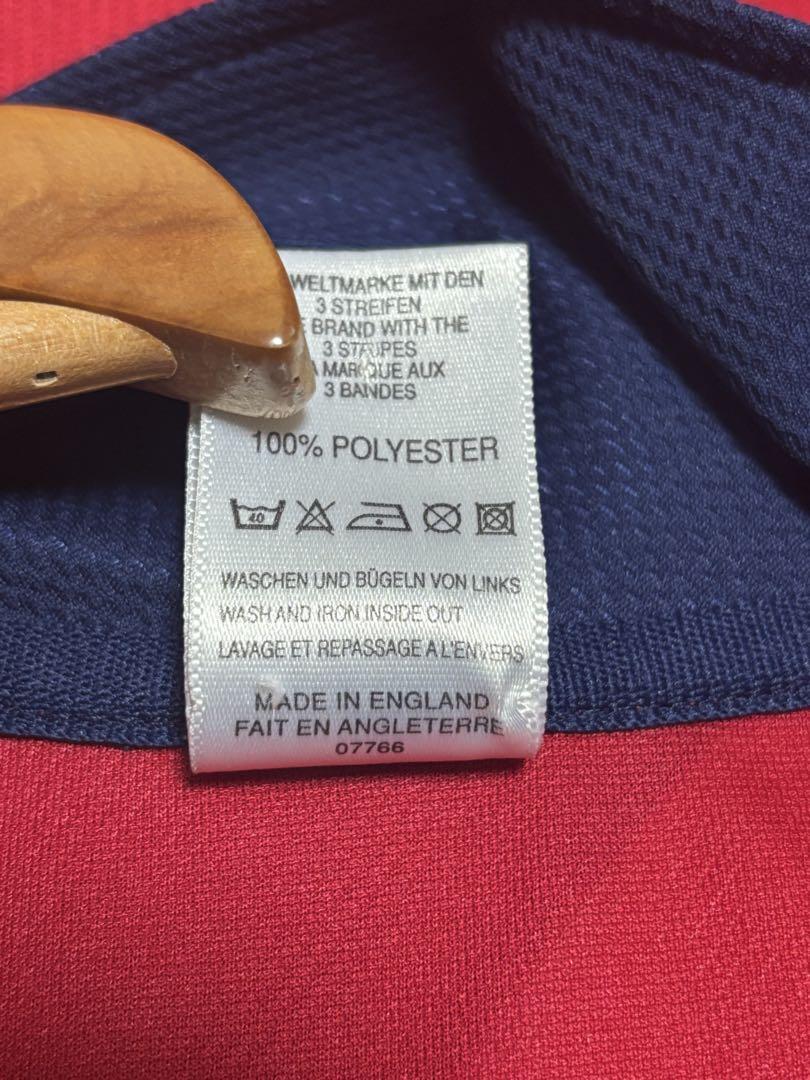 WELTMARKE MIT DEN
3 STREIFEN
BRAND WITH THE
3 STRIPES
MARQUE AUX
3 BANDES
100% POLYESTER
40
WASCHEN UND BÜGELN VON LINKS
WASH AND IRON INSIDE OUT
LAVAGE ET REPASSAGE A L'ENVERS
MADE IN ENGLAND
FAIT EN ANGLETERRE
07766